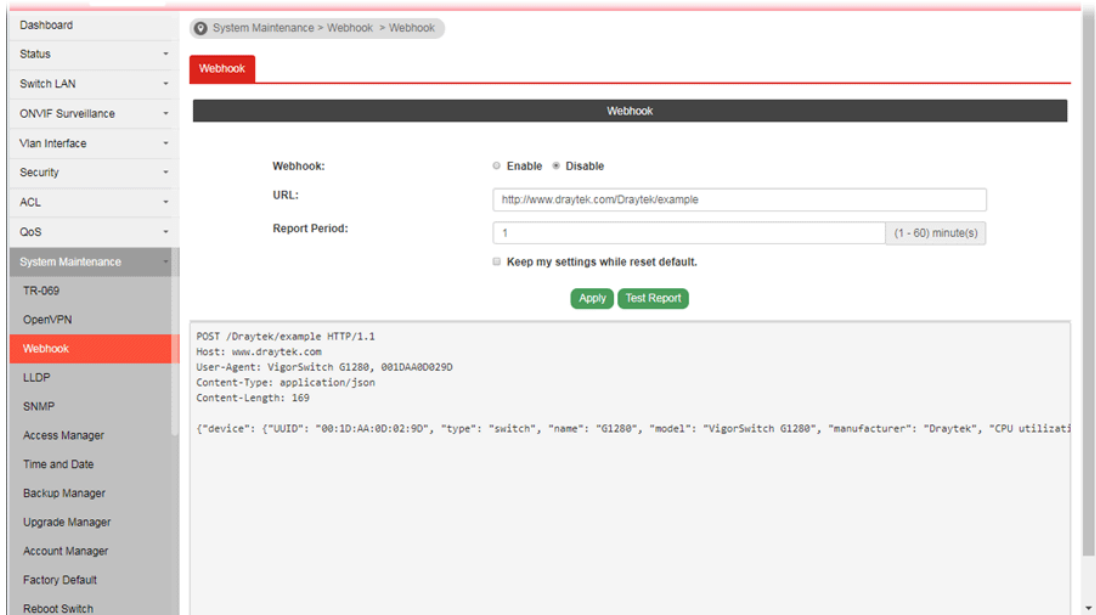 Dashboard
Status
Switch LAN
ONVIF Surveillance
Vlan Interface
Security
ACL
QoS
System Maintenance
TR-069
OpenVPN
Webhook
LLDP
SNMP
Access Manager
Time and Date
Backup Manager
Upgrade Manager
Account Manager
Factory Default
Reboot Switch
System Maintenance > Webhook > Webhook
Webhook
Webhook
Webhook: Enable Disable
URL: http://www.draytek.com/Draytek/example
Report Period: 1 (1 - 60) minute(s)
Keep my settings while reset default.
Apply Test Report
POST /Draytek/example HTTP/1.1
Host: www.draytek.com
User-Agent: VigorSwitch G1280, 001DAA0D029D
Content-Type: application/json
Content-Length: 169
{"device": {"UUID": "00:1D:AA:0D:02:9D", "type": "switch", "name": "G1280", "model": "VigorSwitch G1280", "manufacturer": "Draytek", "CPU utilizati